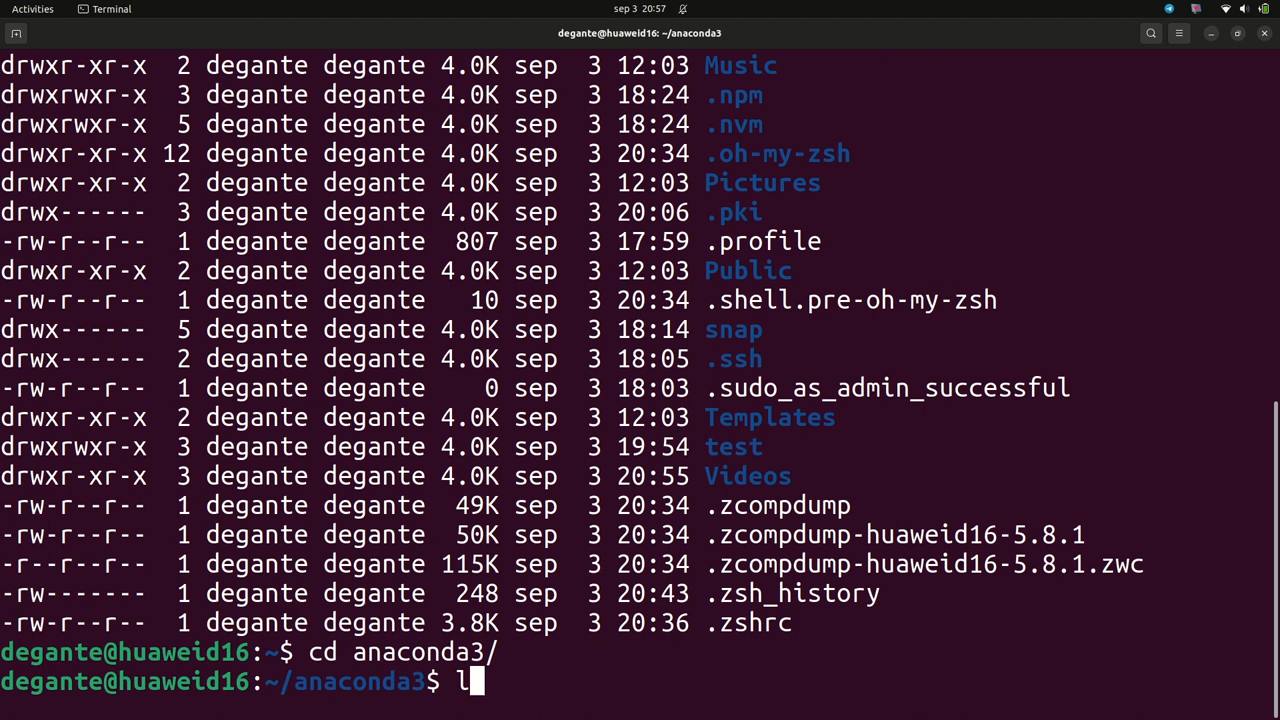 Activities Terminal sep 3 20:57
degante@huaweid16: ~/anaconda3
drwxr-xr-x 2 degante degante 4.0K sep 3 12:03 Music
drwxrwxr-x 3 degante degante 4.0K sep 3 18:24 .npm
drwxrwxr-x 5 degante degante 4.0K sep 3 18:24 .nvm
drwxr-xr-x 12 degante degante 4.0K sep 3 20:34 .oh-my-zsh
drwxr-xr-x 2 degante degante 4.0K sep 3 12:03 Pictures
drwx------ 3 degante degante 4.0K sep 3 20:06 .pki
-rw-r--r-- 1 degante degante 807 sep 3 17:59 .profile
drwxr-xr-x 2 degante degante 4.0K sep 3 12:03 Public
-rw-r--r-- 1 degante degante 10 sep 3 20:34 .shell.pre-oh-my-zsh
drwx------ 5 degante degante 4.0K sep 3 18:14 snap
drwx------ 2 degante degante 4.0K sep 3 18:05 .ssh
-rw-r--r-- 1 degante degante 0 sep 3 18:03 .sudo_as_admin_successful
drwxr-xr-x 2 degante degante 4.0K sep 3 12:03 Templates
drwxrwxr-x 3 degante degante 4.0K sep 3 19:54 test
drwxr-xr-x 3 degante degante 4.0K sep 3 20:55 Videos
-rw-r--r-- 1 degante degante 49K sep 3 20:34 .zcompdump
-rw-r--r-- 1 degante degante 50K sep 3 20:34 .zcompdump-huaweid16-5.8.1
-r--r--r-- 1 degante degante 115K sep 3 20:34 .zcompdump-huaweid16-5.8.1.zwc
-rw------- 1 degante degante 248 sep 3 20:43 .zsh_history
-rw-r--r-- 1 degante degante 3.8K sep 3 20:36 .zshrc
degante@huaweid16:~$ cd anaconda3/
degante@huaweid16:~/anaconda3$ l